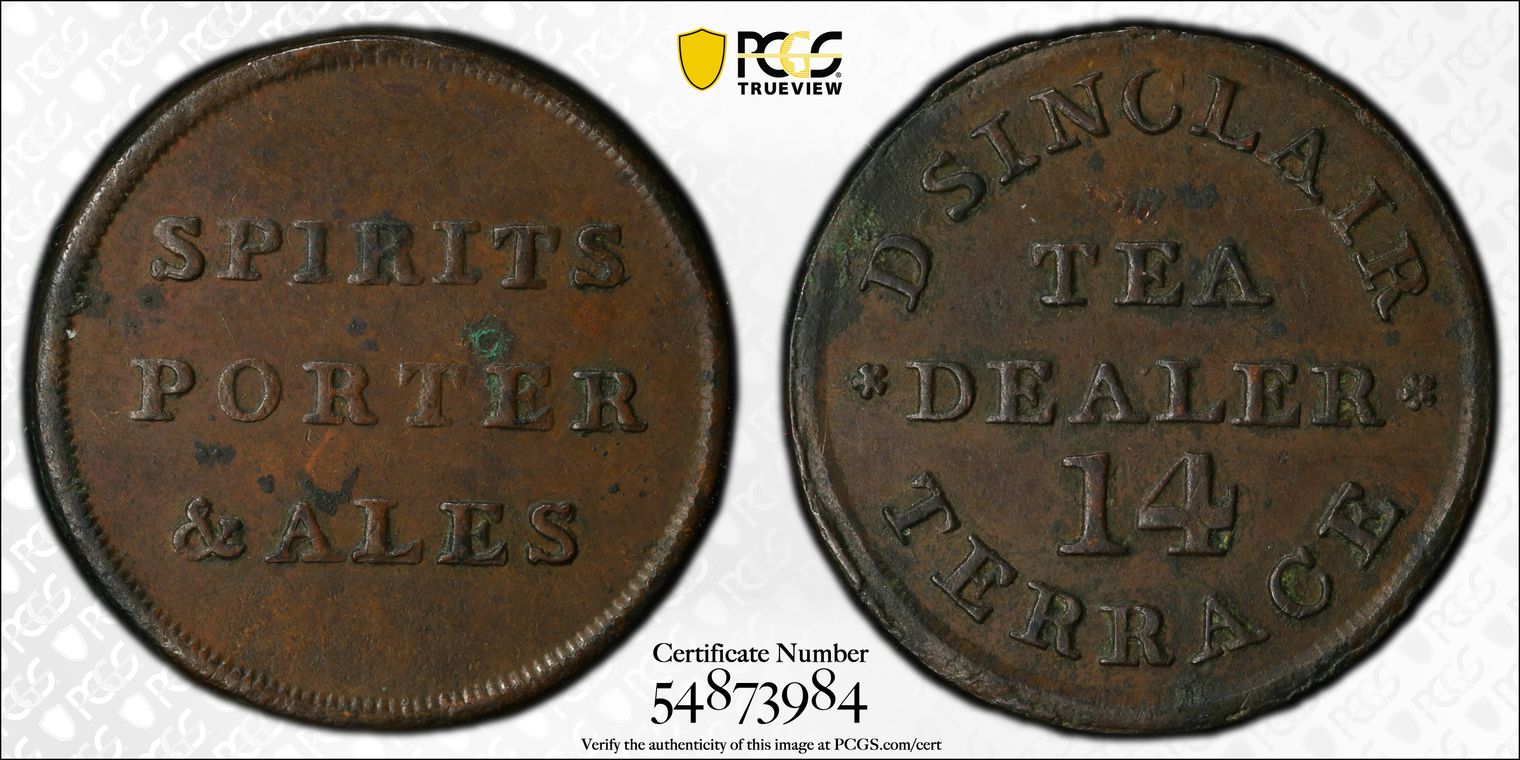 PCGS
TRUEVIEW
SPIRITS
PORTER
& ALES
D SINCLAIR
TEA
* DEALER *
14
TERRACE
Certificate Number
54873984
Verify the authenticity of this image at PCGS.com/cert